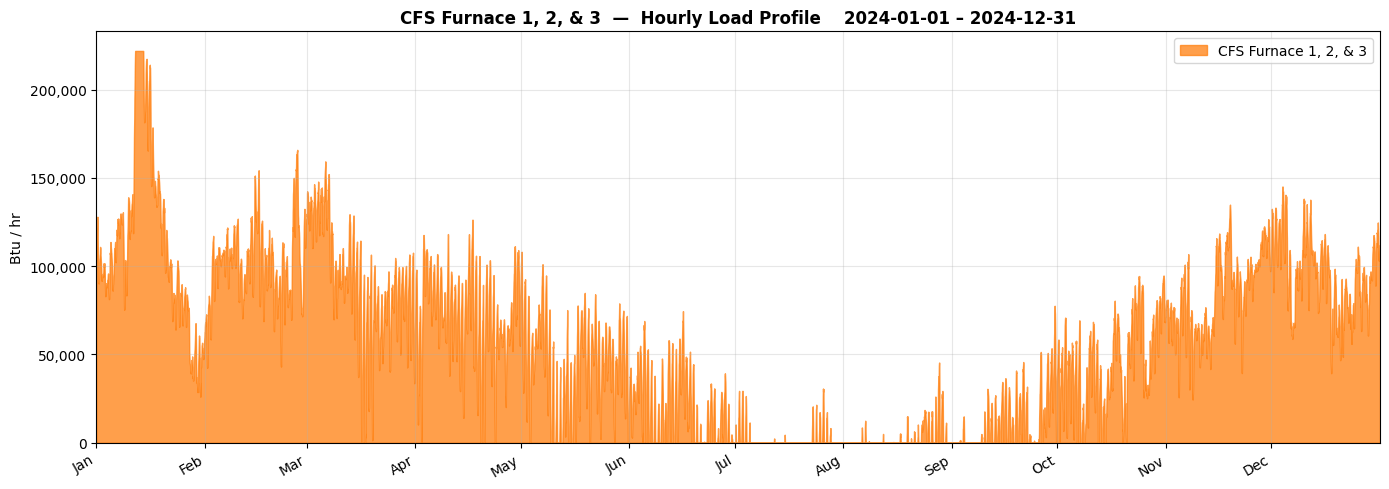 CFS Furnace 1, 2, & 3  —  Hourly Load Profile    2024-01-01 – 2024-12-31
CFS Furnace 1, 2, & 3
Btu / hr
200,000
150,000
100,000
50,000
0
Jan Feb Mar Apr May Jun Jul Aug Sep Oct Nov Dec